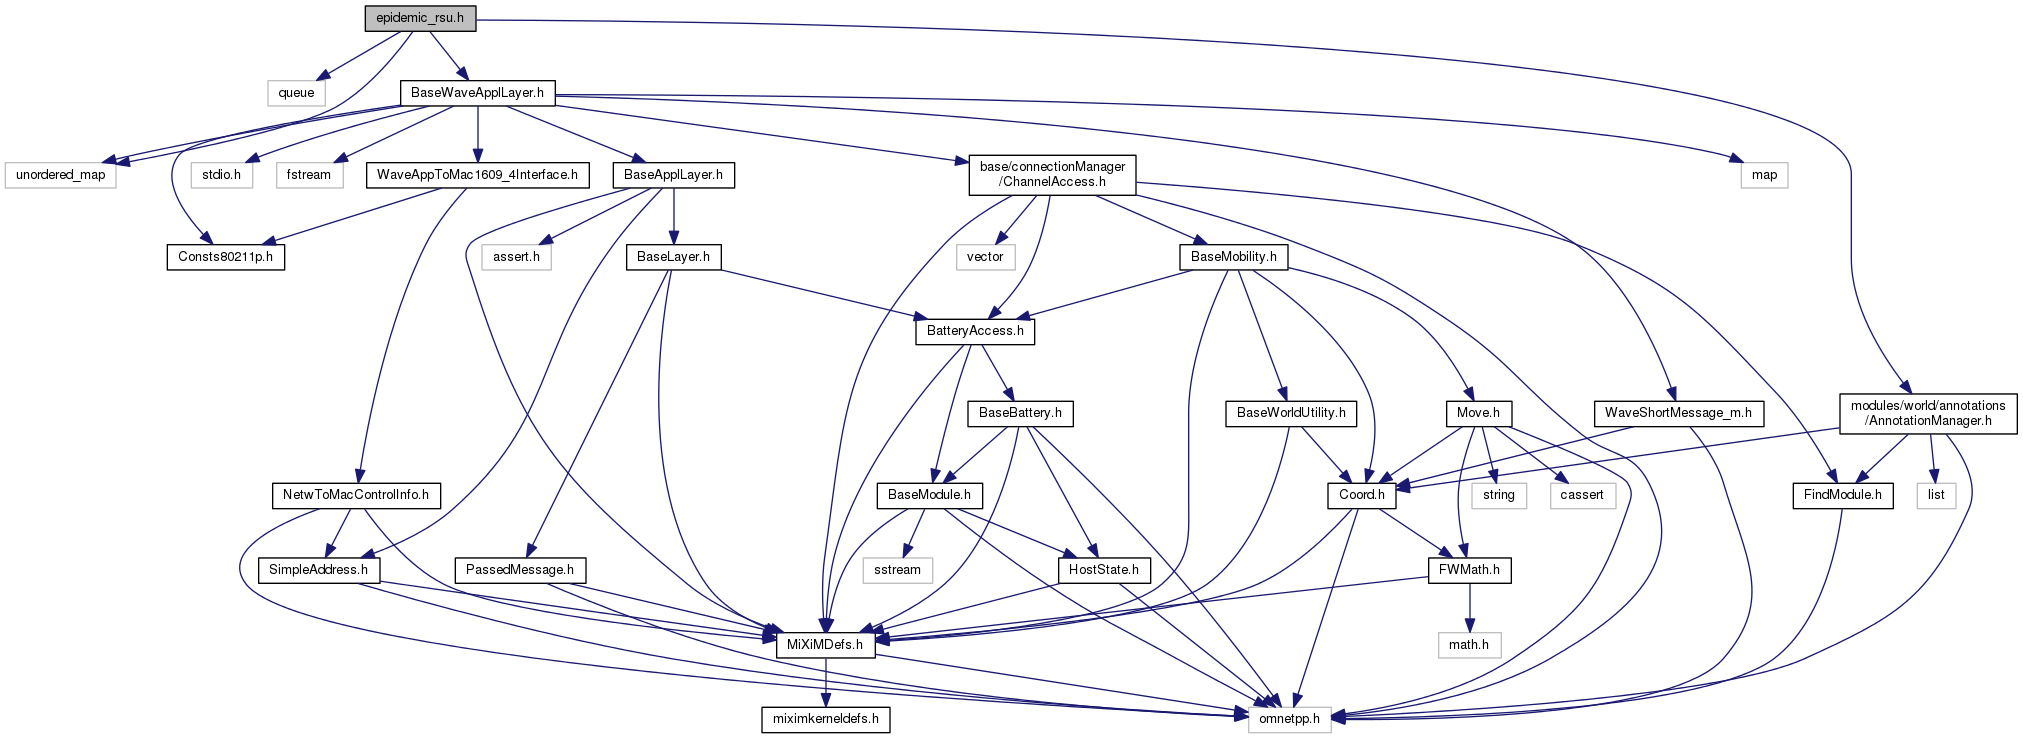 epidemic_rsu.h
queue
BaseWaveApplLayer.h
unordered_map
stdio.h
fstream
WaveAppToMac1609_4Interface.h
BaseApplLayer.h
base/connectionManager
/ChannelAccess.h
map
Consts80211p.h
assert.h
BaseLayer.h
vector
BaseMobility.h
BatteryAccess.h
BaseBattery.h
BaseWorldUtility.h
Move.h
WaveShortMessage_m.h
modules/world/annotations
/AnnotationManager.h
NetwToMacControlInfo.h
BaseModule.h
Coord.h
string
cassert
FindModule.h
list
SimpleAddress.h
PassedMessage.h
sstream
HostState.h
FWMath.h
MiXiMDefs.h
math.h
miximkerneldefs.h
omnetpp.h